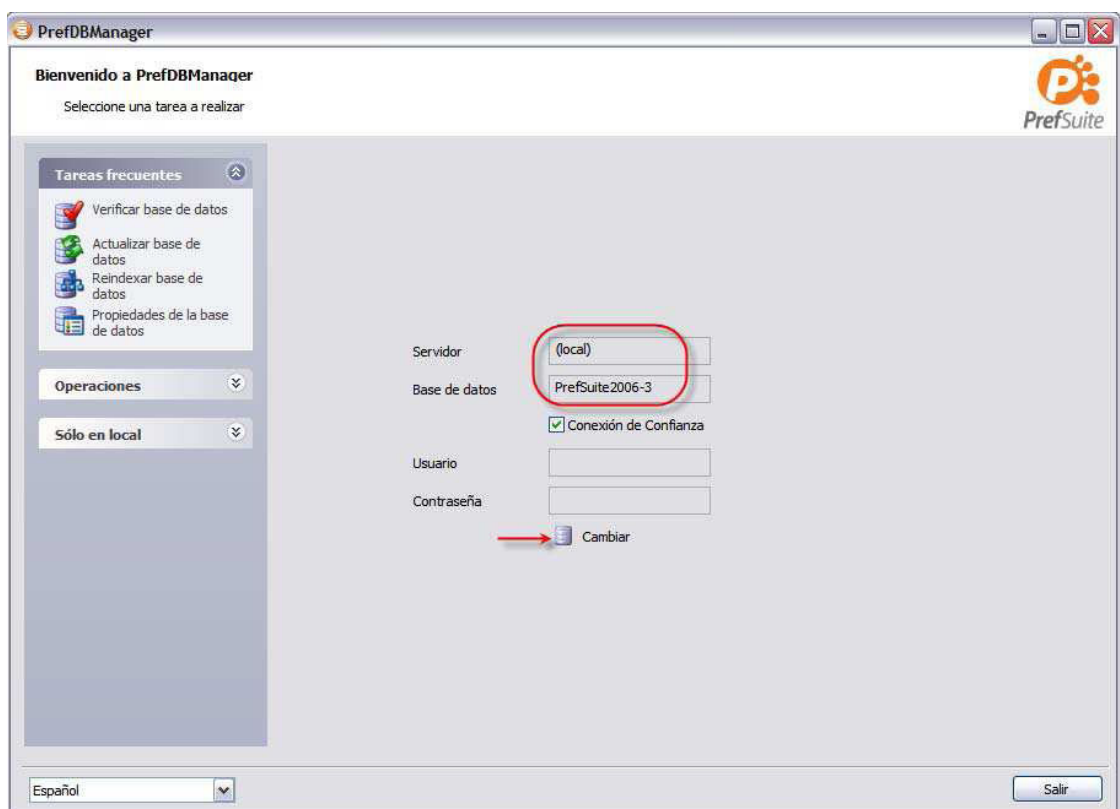 PrefDBManager
Bienvenido a PrefDBManager
Seleccione una tarea a realizar
PrefSuite
Tareas frecuentes
Verificar base de datos
Actualizar base de
datos
Reindexar base de
datos
Propiedades de la base
de datos
Operaciones
Sólo en local
Servidor
(local)
Base de datos
PrefSuite2006-3
Conexión de Confianza
Usuario
Contraseña
Cambiar
Español
Salir